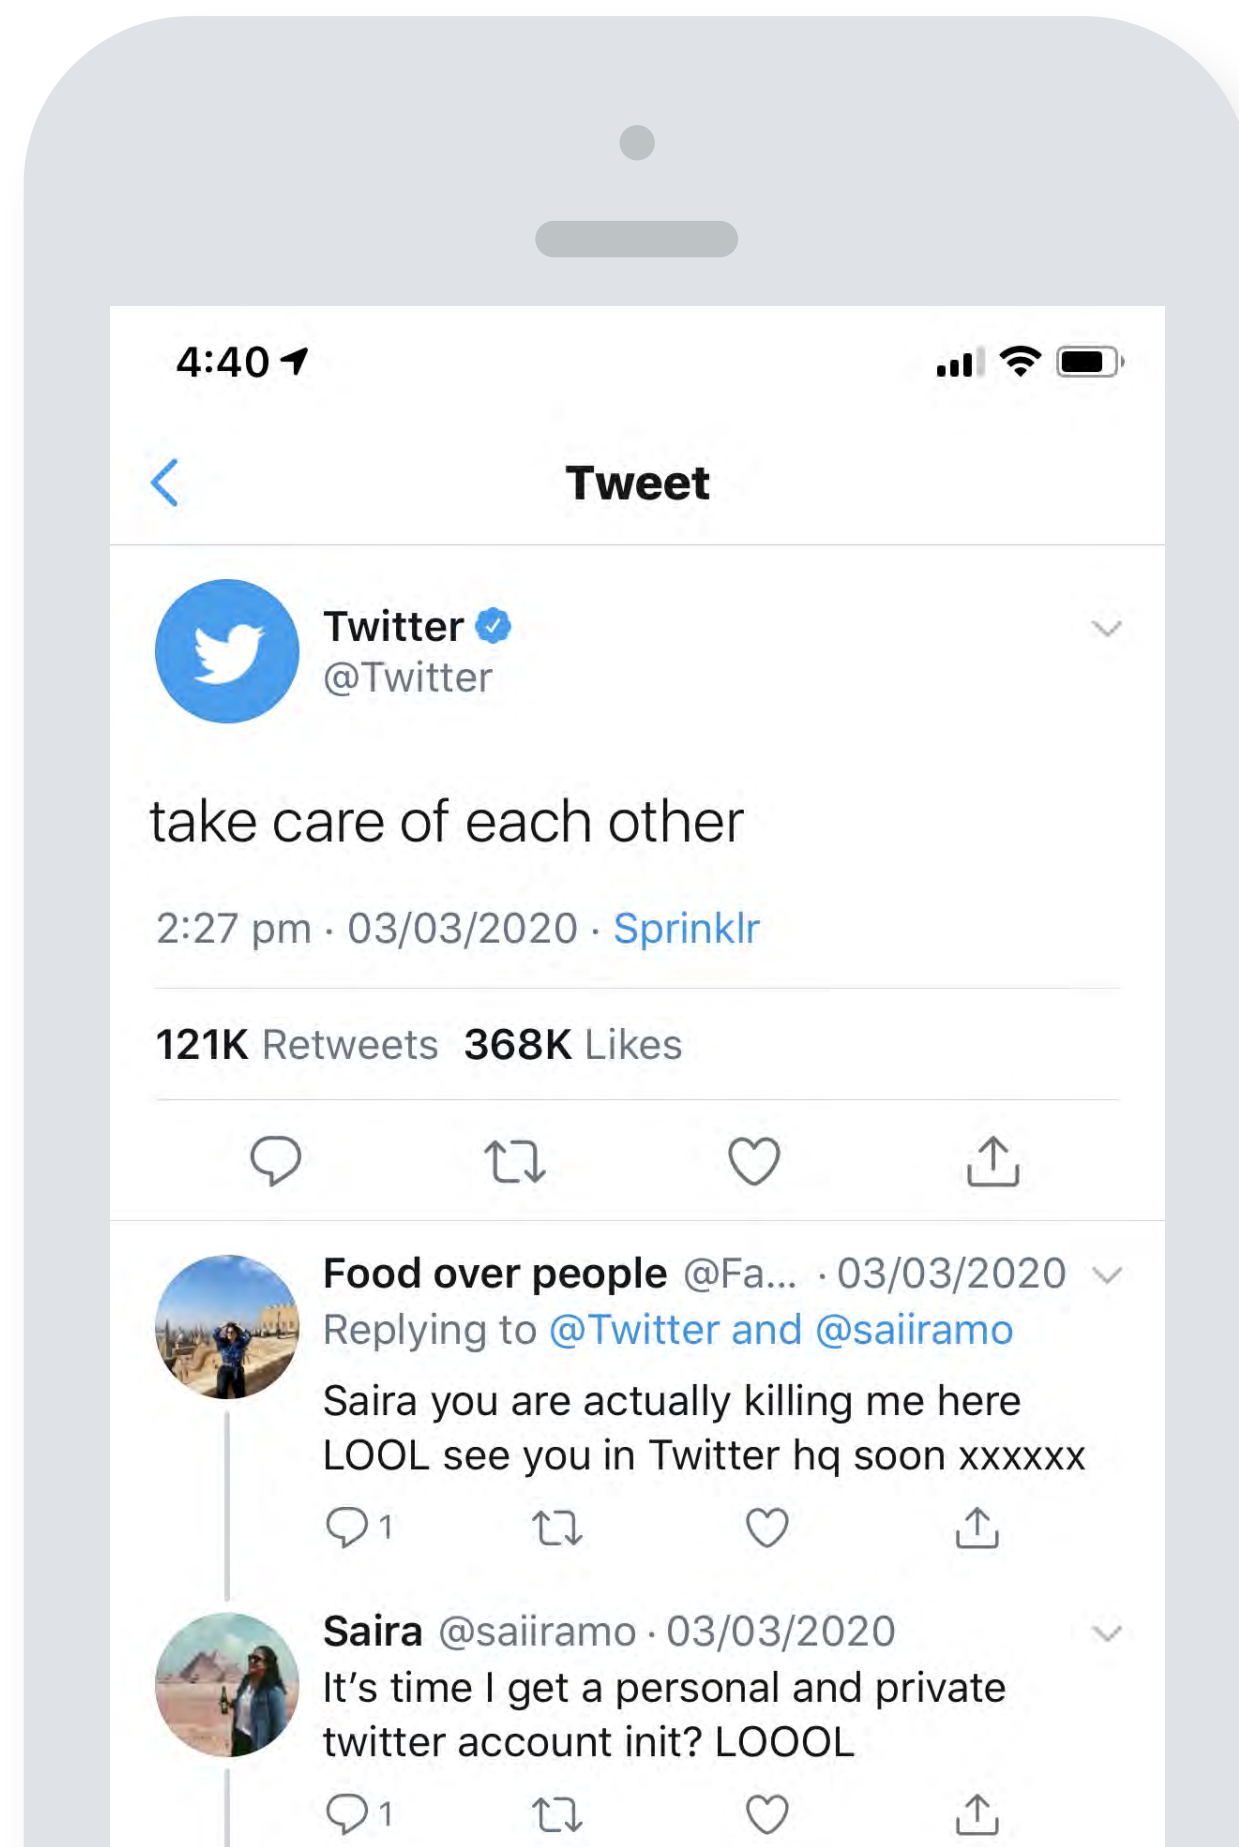 4:40
Tweet
Twitter
@Twitter
take care of each other
2:27 pm · 03/03/2020 · Sprinklr
121K Retweets 368K Likes
Food over people @Fa... · 03/03/2020
Replying to @Twitter and @saiiramo
Saira you are actually killing me here
LOOL see you in Twitter hq soon xxxxxx
1
Saira @saiiramo · 03/03/2020
It's time I get a personal and private
twitter account init? LOOOL
1